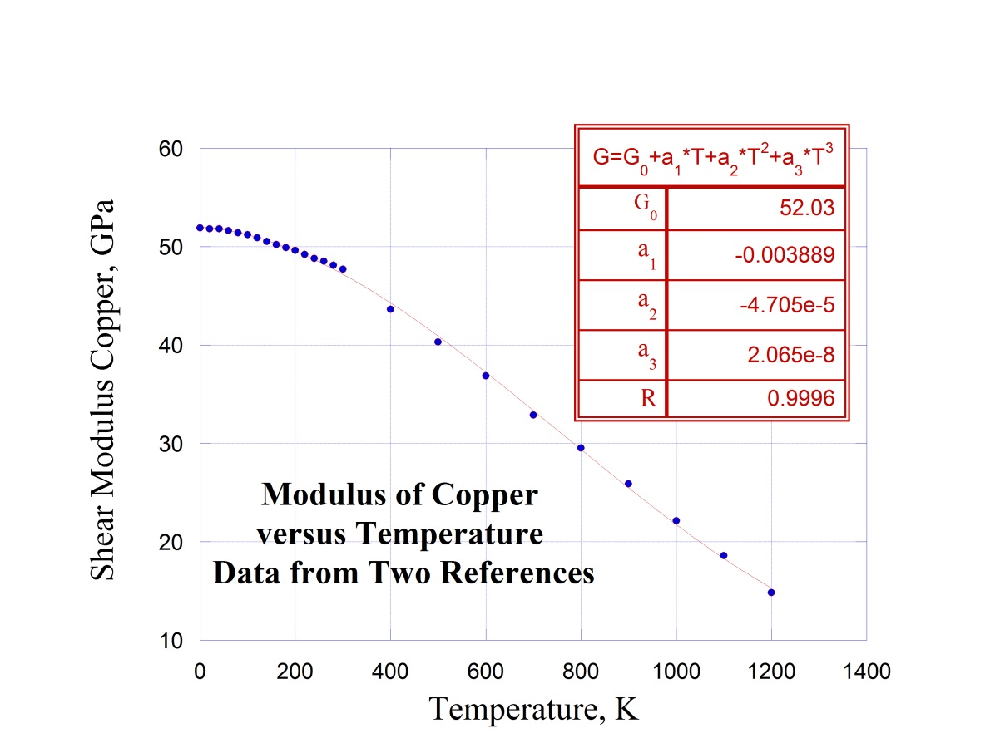 G=G0+a1*T+a2*T2+a3*T3
G0 52.03
a1 -0.003889
a2 -4.705e-5
a3 2.065e-8
R 0.9996
60
50
40
30
20
10
Shear Modulus Copper, GPa
Modulus of Copper
versus Temperature
Data from Two References
0 200 400 600 800 1000 1200 1400
Temperature, K